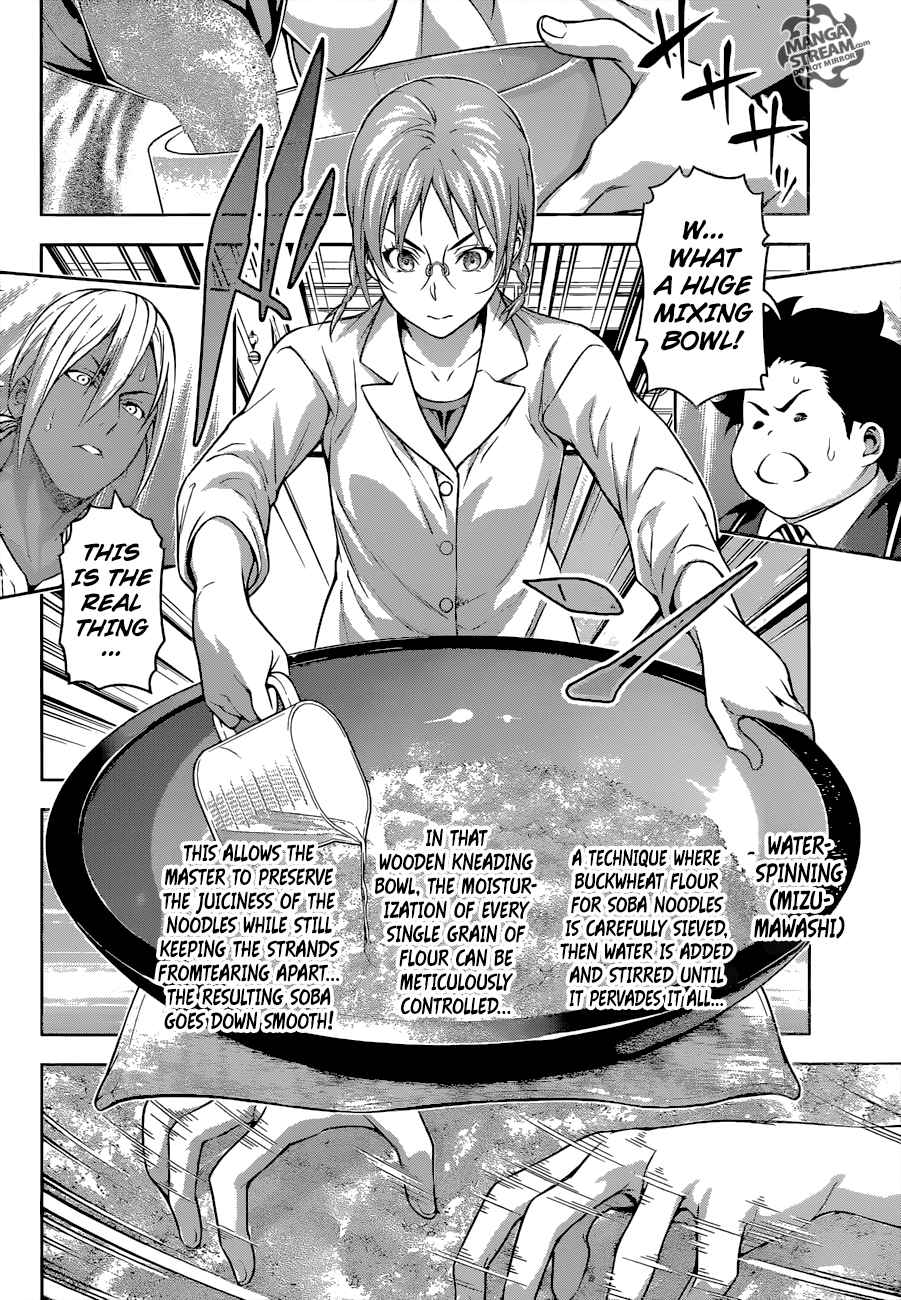 MANGA
STREAM.com
DO NOT MIRROR!
W...
WHAT
A HUGE
MIXING
BOWL!
THIS
IS THE
REAL
THING
...
WATER-
SPINNING
(MIZU-
MAWASHI)
A TECHNIQUE WHERE
BUCKWHEAT FLOUR
FOR SOBA NOODLES
IS CAREFULLY SIEVED,
THEN WATER IS ADDED
AND STIRRED UNTIL
IT PERVADES IT ALL...
IN THAT
WOODEN KNEADING
BOWL, THE MOISTUR-
IZATION OF EVERY
SINGLE GRAIN OF
FLOUR CAN BE
METICULOUSLY
CONTROLLED...
THIS ALLOWS THE
MASTER TO PRESERVE
THE JUICINESS OF THE
NOODLES WHILE STILL
KEEPING THE STRANDS
FROMTEARING APART...
THE RESULTING SOBA
GOES DOWN SMOOTH!